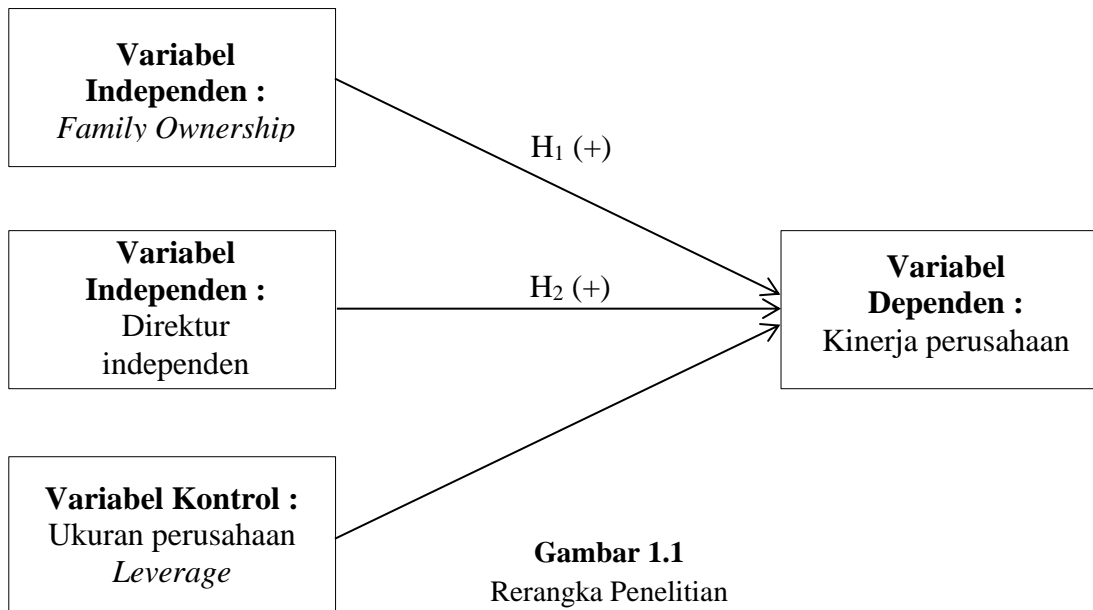 Variabel
Independen :
Family Ownership
H₁ (+)
Variabel
Independen :
Direktur
independen
H₂ (+)
Variabel
Dependen :
Kinerja perusahaan
Variabel Kontrol :
Ukuran perusahaan
Leverage
Gambar 1.1
Rerangka Penelitian